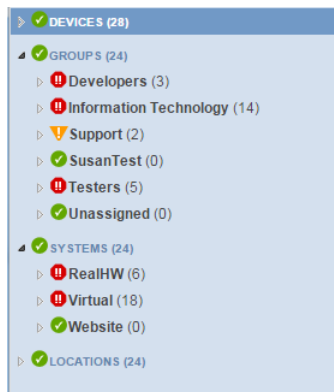 DEVICES (28)
GROUPS (24)
Developers (3)
Information Technology (14)
Support (2)
SusanTest (0)
Testers (5)
Unassigned (0)
SYSTEMS (24)
RealHW (6)
Virtual (18)
Website (0)
LOCATIONS (24)